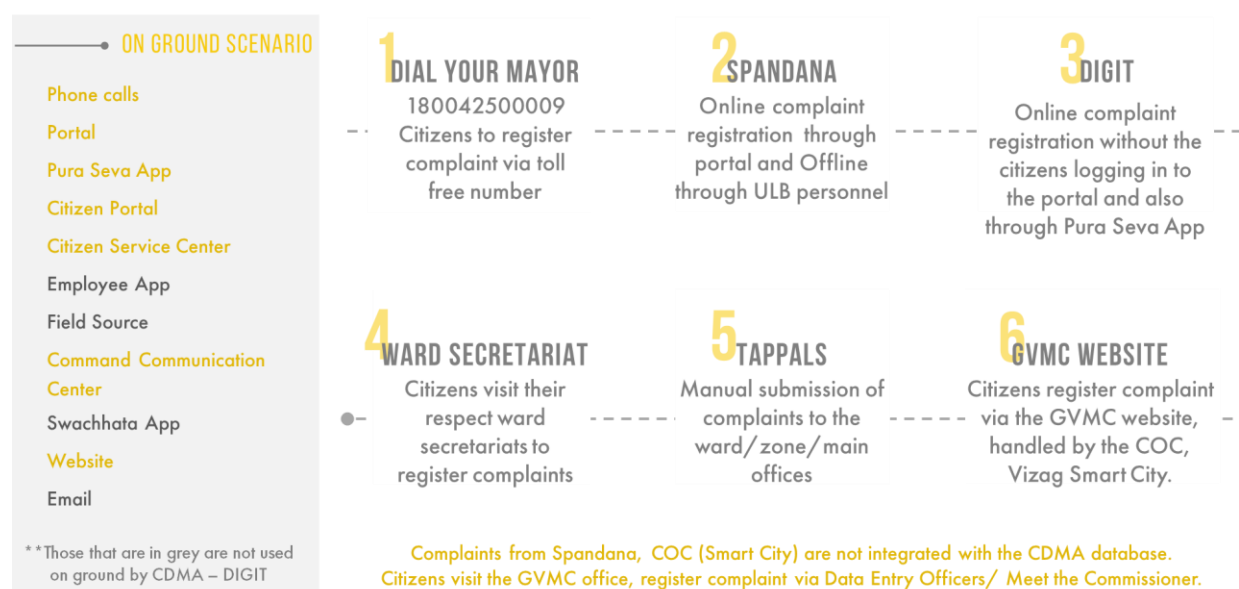 ON GROUND SCENARIO
Phone calls
Portal
Pura Seva App
Citizen Portal
Citizen Service Center
Employee App
Field Source
Command Communication
Center
Swachhata App
Website
Email
**Those that are in grey are not used
on ground by CDMA – DIGIT
1
DIAL YOUR MAYOR
180042500009
Citizens to register
complaint via toll
free number
2
SPANDANA
Online complaint
registration through
portal and Offline
through ULB personnel
3
DIGIT
Online complaint
registration without the
citizens logging in to
the portal and also
through Pura Seva App
4
WARD SECRETARIAT
Citizens visit their
respect ward
secretariats to
register complaints
5
TAPPALS
Manual submission of
complaints to the
ward/zone/main
offices
6
GVMC WEBSITE
Citizens register complaint
via the GVMC website,
handled by the COC,
Vizag Smart City.
Complaints from Spandana, COC (Smart City) are not integrated with the CDMA database.
Citizens visit the GVMC office, register complaint via Data Entry Officers/ Meet the Commissioner.